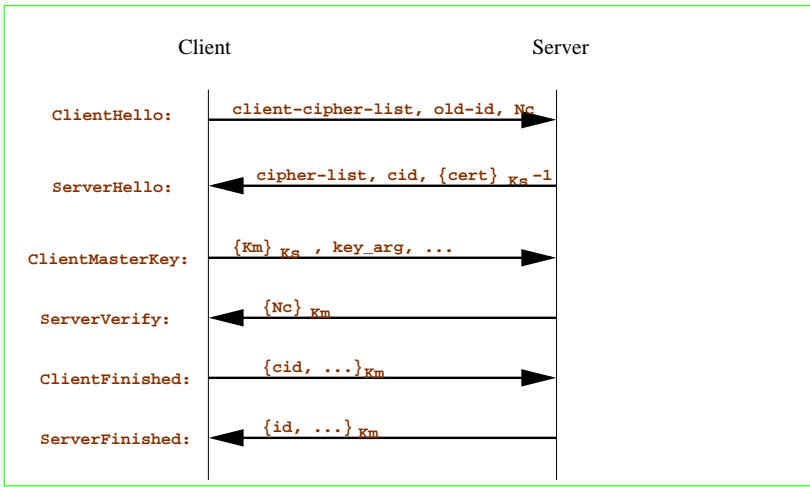 Client Server
ClientHello: client-cipher-list, old-id, Nc
ServerHello: cipher-list, cid, {cert} Ks -1
ClientMasterKey: {Km} Ks , key_arg, ...
ServerVerify: {Nc} Km
ClientFinished: {cid, ...}Km
ServerFinished: {id, ...} Km